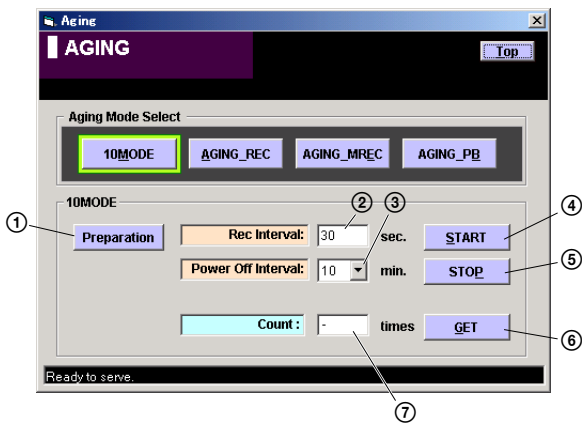 Aging
AGING
Top
Aging Mode Select
10MODE AGING_REC AGING_MREC AGING_PB
10MODE
① Preparation Rec Interval: 30 ② sec. START ④
Power Off Interval: 10 ③ min. STOP ⑤
Count : - ⑦ times GET ⑥
Ready to serve.